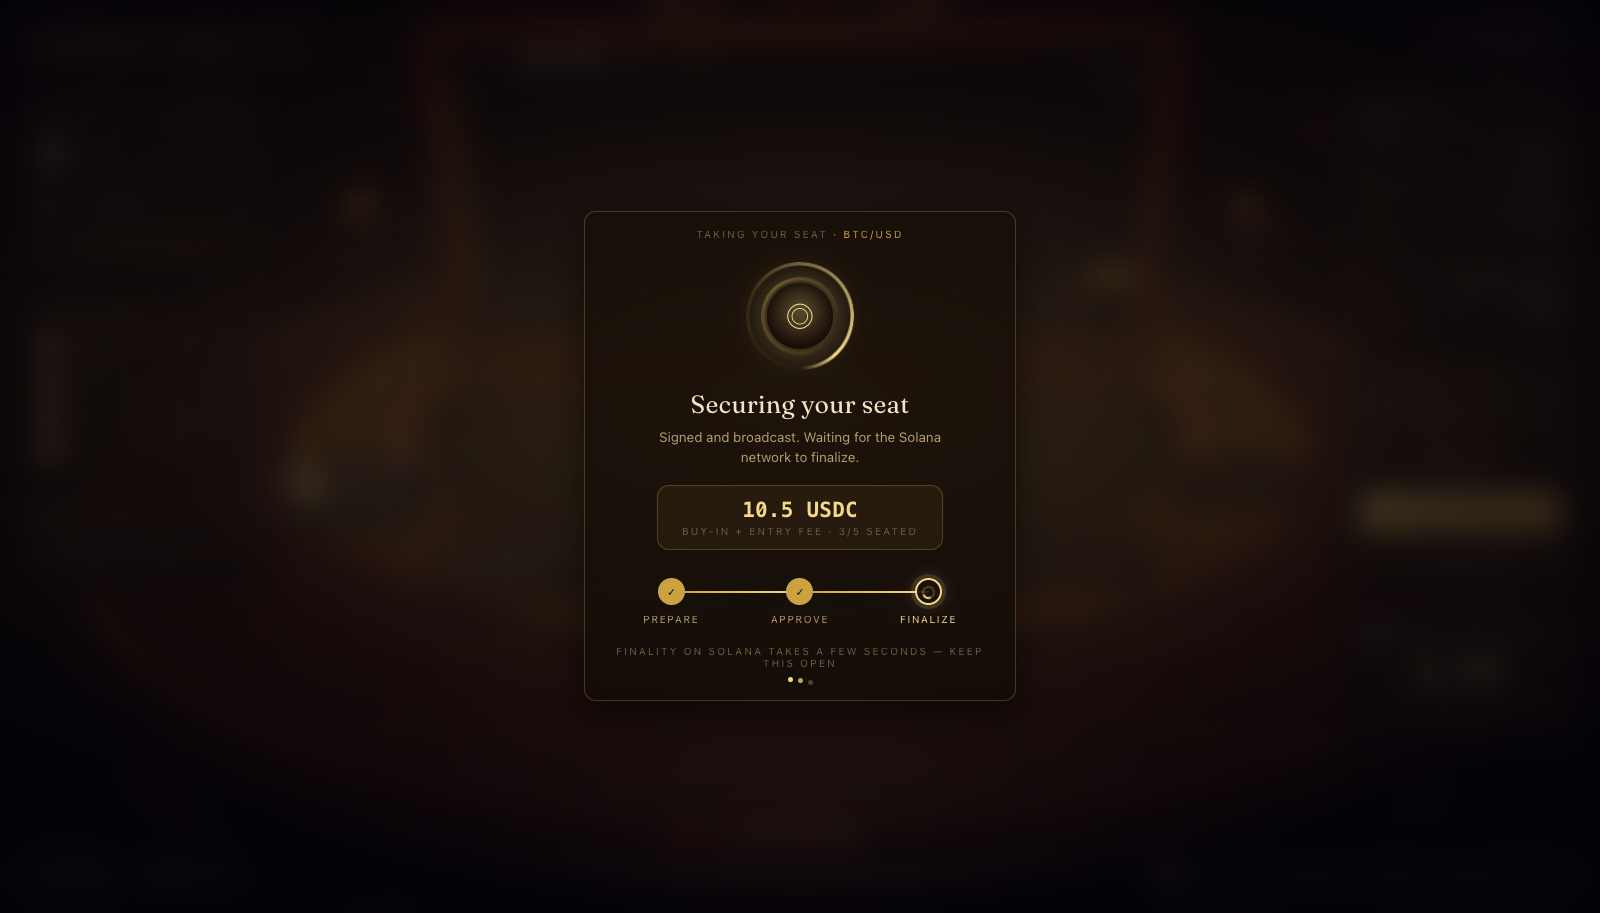 TAKING YOUR SEAT · BTC/USD
Securing your seat
Signed and broadcast. Waiting for the Solana
network to finalize.
10.5 USDC
BUY-IN + ENTRY FEE · 3/5 SEATED
✓ ✓
PREPARE APPROVE FINALIZE
FINALITY ON SOLANA TAKES A FEW SECONDS — KEEP
THIS OPEN